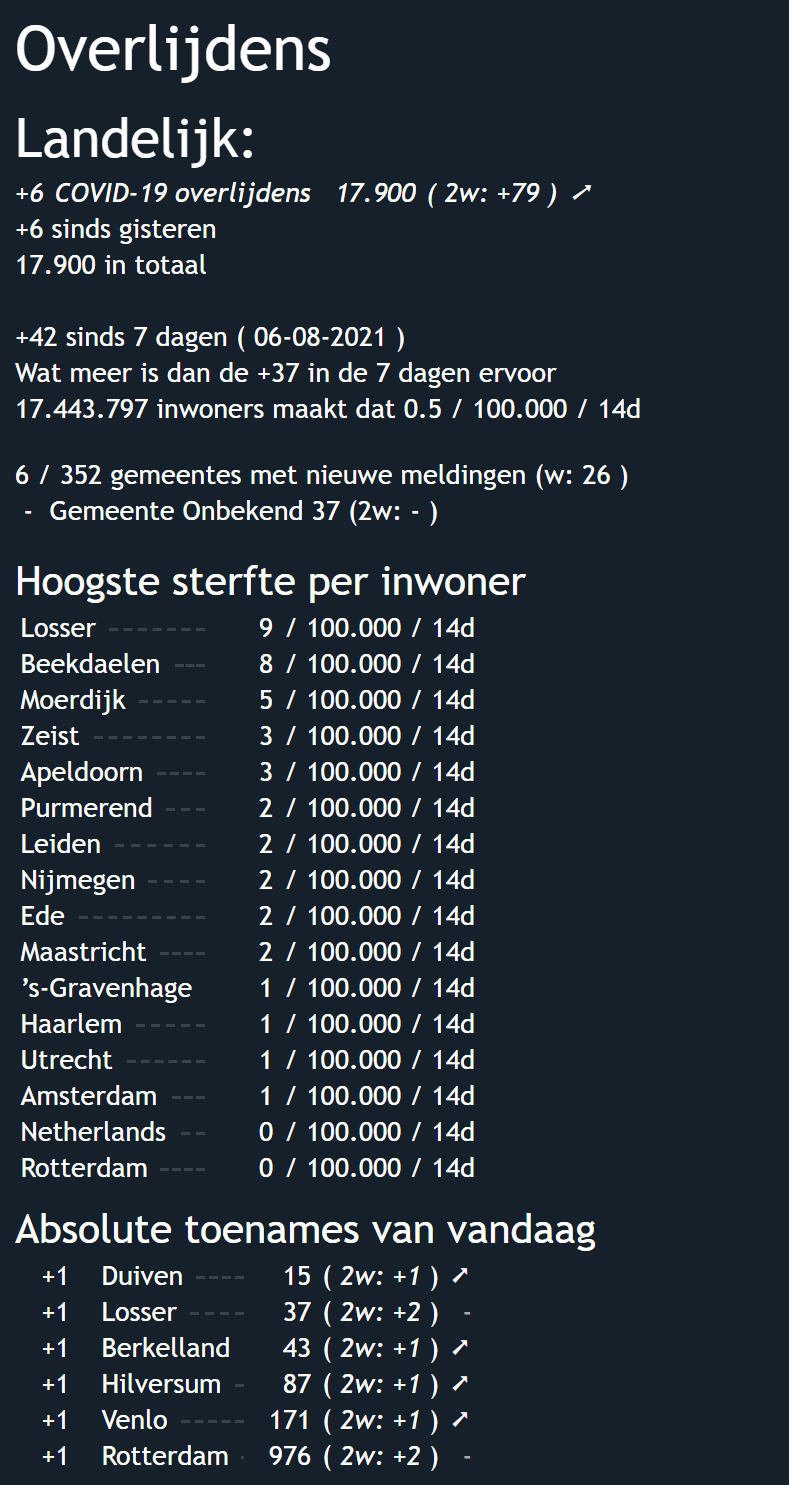 Overlijdens
Landelijk:
+6 COVID-19 overlijdens 17.900 ( 2w: +79 ) ➚
+6 sinds gisteren
17.900 in totaal
+42 sinds 7 dagen ( 06-08-2021 )
Wat meer is dan de +37 in de 7 dagen ervoor
17.443.797 inwoners maakt dat 0.5 / 100.000 / 14d
6 / 352 gemeentes met nieuwe meldingen (w: 26 )
- Gemeente Onbekend 37 (2w: - )
Hoogste sterfte per inwoner
Losser ------- 9 / 100.000 / 14d
Beekdaelen --- 8 / 100.000 / 14d
Moerdijk ----- 5 / 100.000 / 14d
Zeist -------- 3 / 100.000 / 14d
Apeldoorn ---- 3 / 100.000 / 14d
Purmerend --- 2 / 100.000 / 14d
Leiden ------ 2 / 100.000 / 14d
Nijmegen ---- 2 / 100.000 / 14d
Ede --------- 2 / 100.000 / 14d
Maastricht ---- 2 / 100.000 / 14d
’s-Gravenhage 1 / 100.000 / 14d
Haarlem ----- 1 / 100.000 / 14d
Utrecht ------ 1 / 100.000 / 14d
Amsterdam --- 1 / 100.000 / 14d
Netherlands -- 0 / 100.000 / 14d
Rotterdam ---- 0 / 100.000 / 14d
Absolute toenames van vandaag
+1 Duiven ---- 15 ( 2w: +1 ) ➚
+1 Losser ---- 37 ( 2w: +2 ) -
+1 Berkelland 43 ( 2w: +1 ) ➚
+1 Hilversum - 87 ( 2w: +1 ) ➚
+1 Venlo ----- 171 ( 2w: +1 ) ➚
+1 Rotterdam · 976 ( 2w: +2 ) -